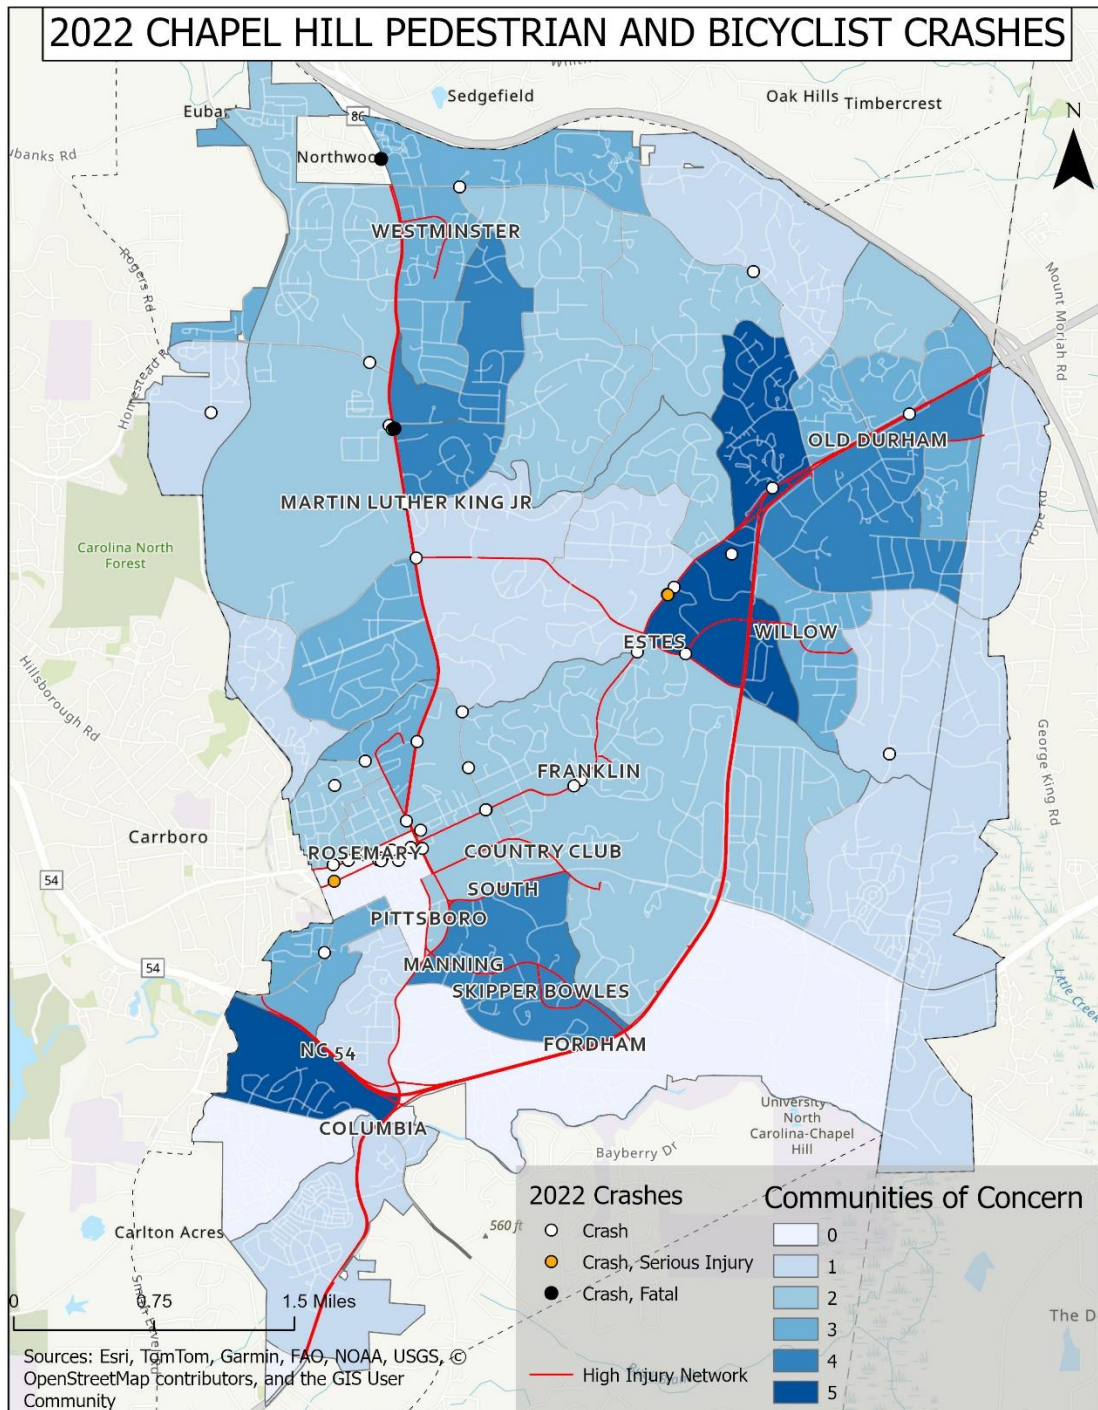 2022 CHAPEL HILL PEDESTRIAN AND BICYCLIST CRASHES
Sedgefield
Oak Hills
Timbercrest
86
N
Northwoo
ubanks Rd
WESTMINSTER
Rogers Rd
Mount Moriah Rd
Homestead R
OLD DURHAM
MARTIN LUTHER KING JR
Carolina North
Forest
ESTES
WILLOW
Hillsborough Rd
George King Rd
FRANKLIN
Carrboro
ROSEMARY
COUNTRY CLUB
54
SOUTH
PITTSBORO
54
MANNING
SKIPPER BOWLES
Little Creek
NC 54
FORDHAM
COLUMBIA
University
North
Carolina-Chapel
Hill
Bayberry Dr
Carlton Acres
560 ft
2022 Crashes
Crash
Crash, Serious Injury
Crash, Fatal
High Injury Network
Communities of Concern
0
1
2
3
4
5
The D
0 0.75 1.5 Miles
Sources: Esri, TomTom, Garmin, FAO, NOAA, USGS, ©
OpenStreetMap contributors, and the GIS User
Community